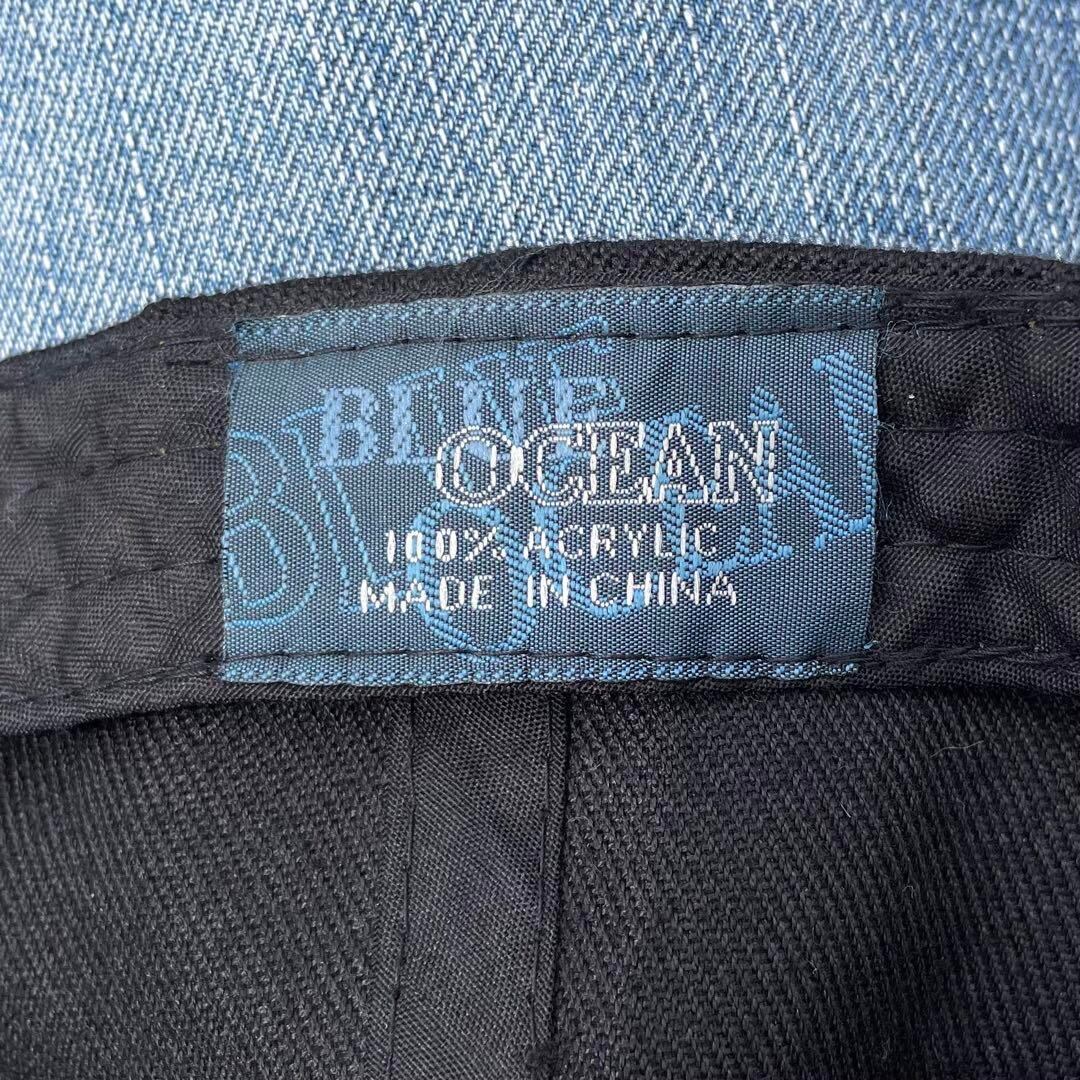 BLUE
OCEAN
100% ACRYLIC
MADE IN CHINA